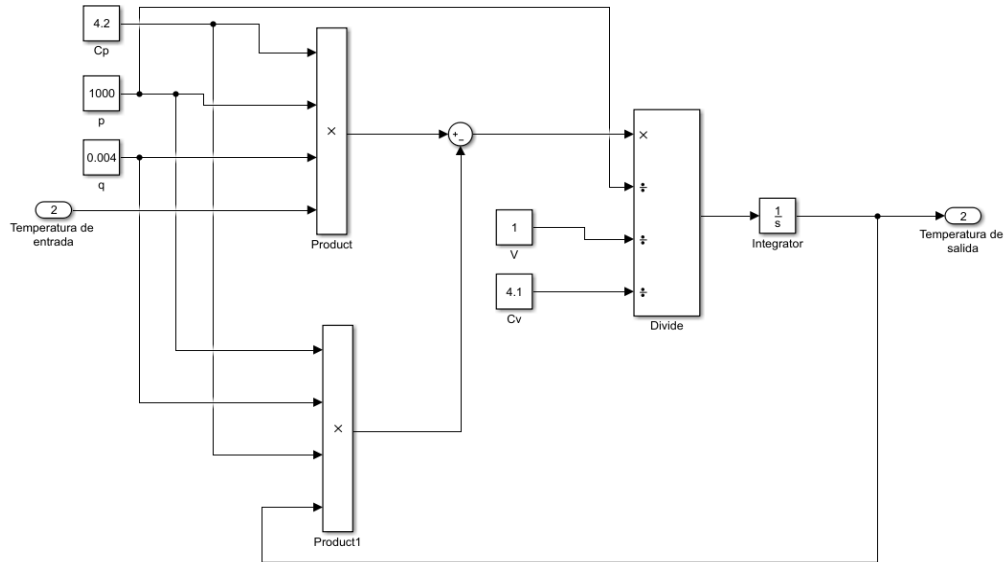 4.2
Cp
1000
p
0.004
q
2
Temperatura de
entrada
×
Product
+
−
×
÷
÷
÷
Divide
1
V
4.1
Cv
1
s
Integrator
2
Temperatura de
salida
×
Product1